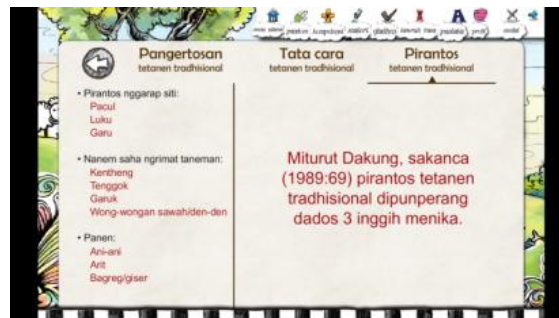 Pangertosan
tetanen tradhisional
Tata cara
tetanen tradhisional
Pirantos
tetanen tradhisional
• Pirantos nggarap siti:
Pacul
Luku
Garu
• Nanem saha ngrimat taneman:
Kentheng
Tenggok
Garuk
Wong-wongan sawah/den-den
• Panen:
Ani-ani
Arit
Bagreg/giser
Miturut Dakung, sakanca
(1989:69) pirantos tetanen
tradhisional dipunperang
dados 3 inggih menika.